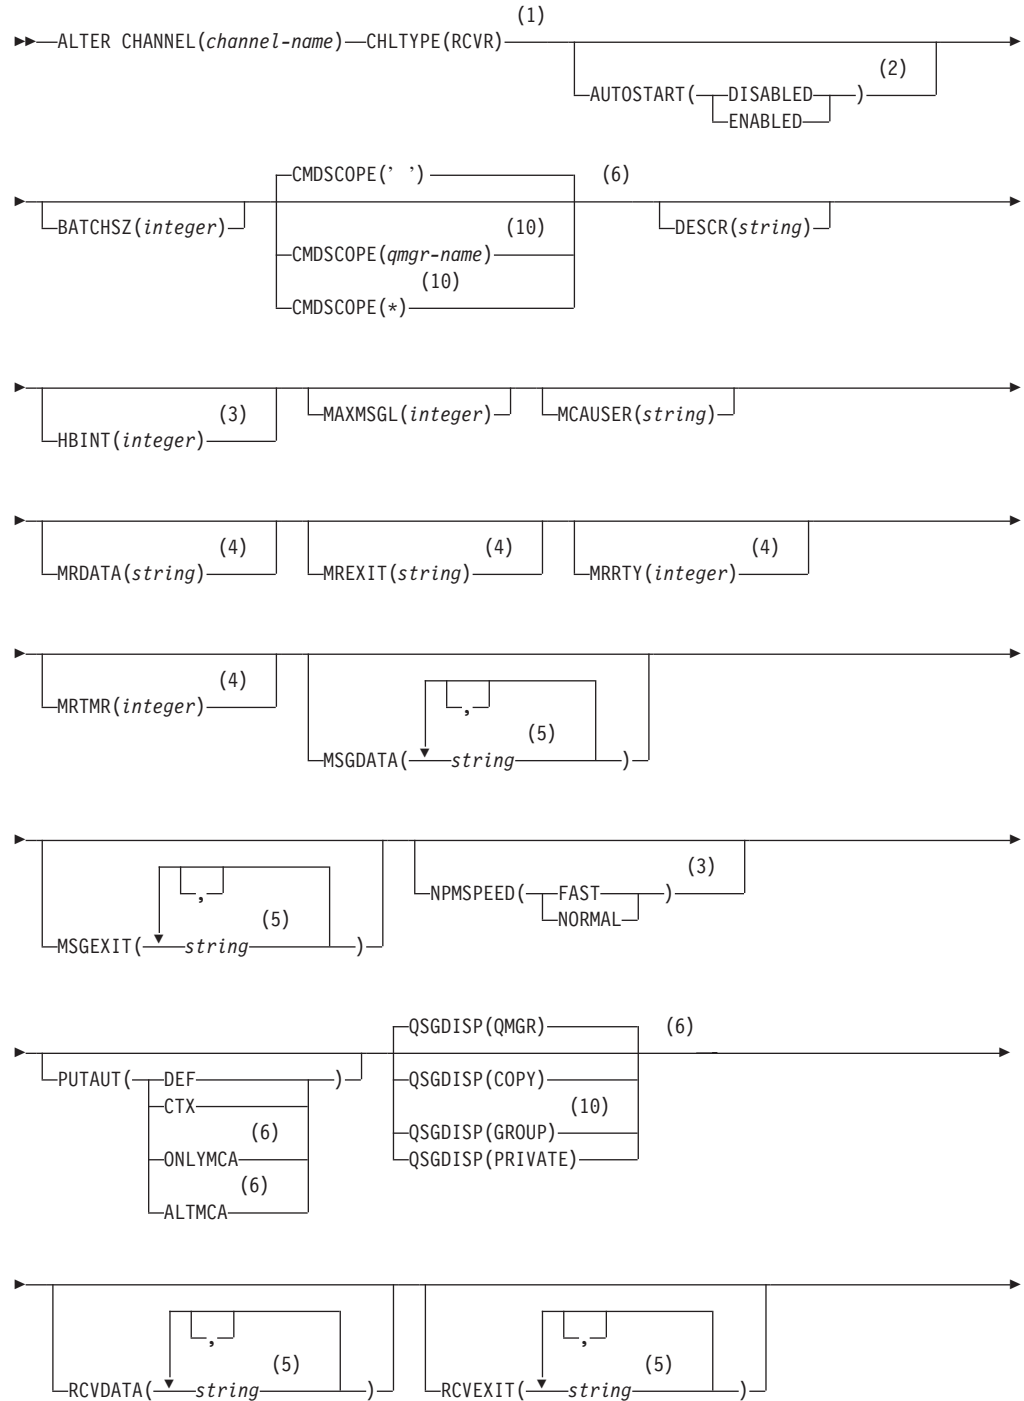 (1)
ALTER CHANNEL(channel-name) CHLTYPE(RCVR)
(2)
AUTOSTART( DISABLED )
ENABLED
CMDSCOPE(’ ’) (6)
BATCHSZ(integer) (10) DESCR(string)
CMDSCOPE(qmgr-name)
(10)
CMDSCOPE(*)
(3) MAXMSGL(integer) MCAUSER(string)
HBINT(integer)
(4) (4) (4)
MRDATA(string) MREXIT(string) MRRTY(integer)
(4)
MRTMR(integer) ,
(5)
MSGDATA( string )
(3)
, NPMSPEED( FAST )
(5) NORMAL
MSGEXIT( string )
QSGDISP(QMGR) (6)
PUTAUT( DEF ) QSGDISP(COPY)
CTX (10)
(6) QSGDISP(GROUP)
ONLYMCA QSGDISP(PRIVATE)
(6)
ALTMCA
, ,
(5) (5)
RCVDATA( string ) RCVEXIT( string )